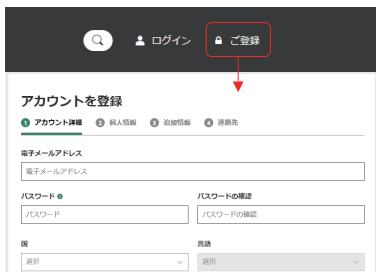 ログイン ご登録
アカウントを登録
1 アカウント詳細 2 個人情報 3 追加情報 4 連絡先
電子メールアドレス
電子メールアドレス
パスワード パスワードの確認
パスワード パスワードの確認
国 言語
選択 選択